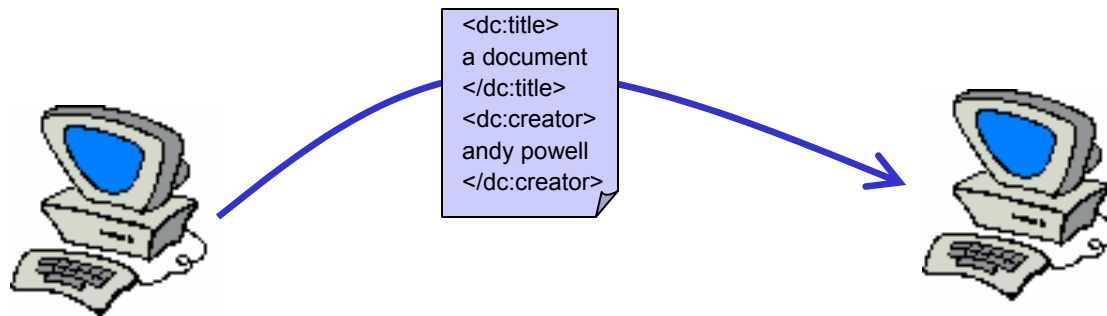 <dc:title>
a document
</dc:title>
<dc:creator>
andy powell
</dc:creator>